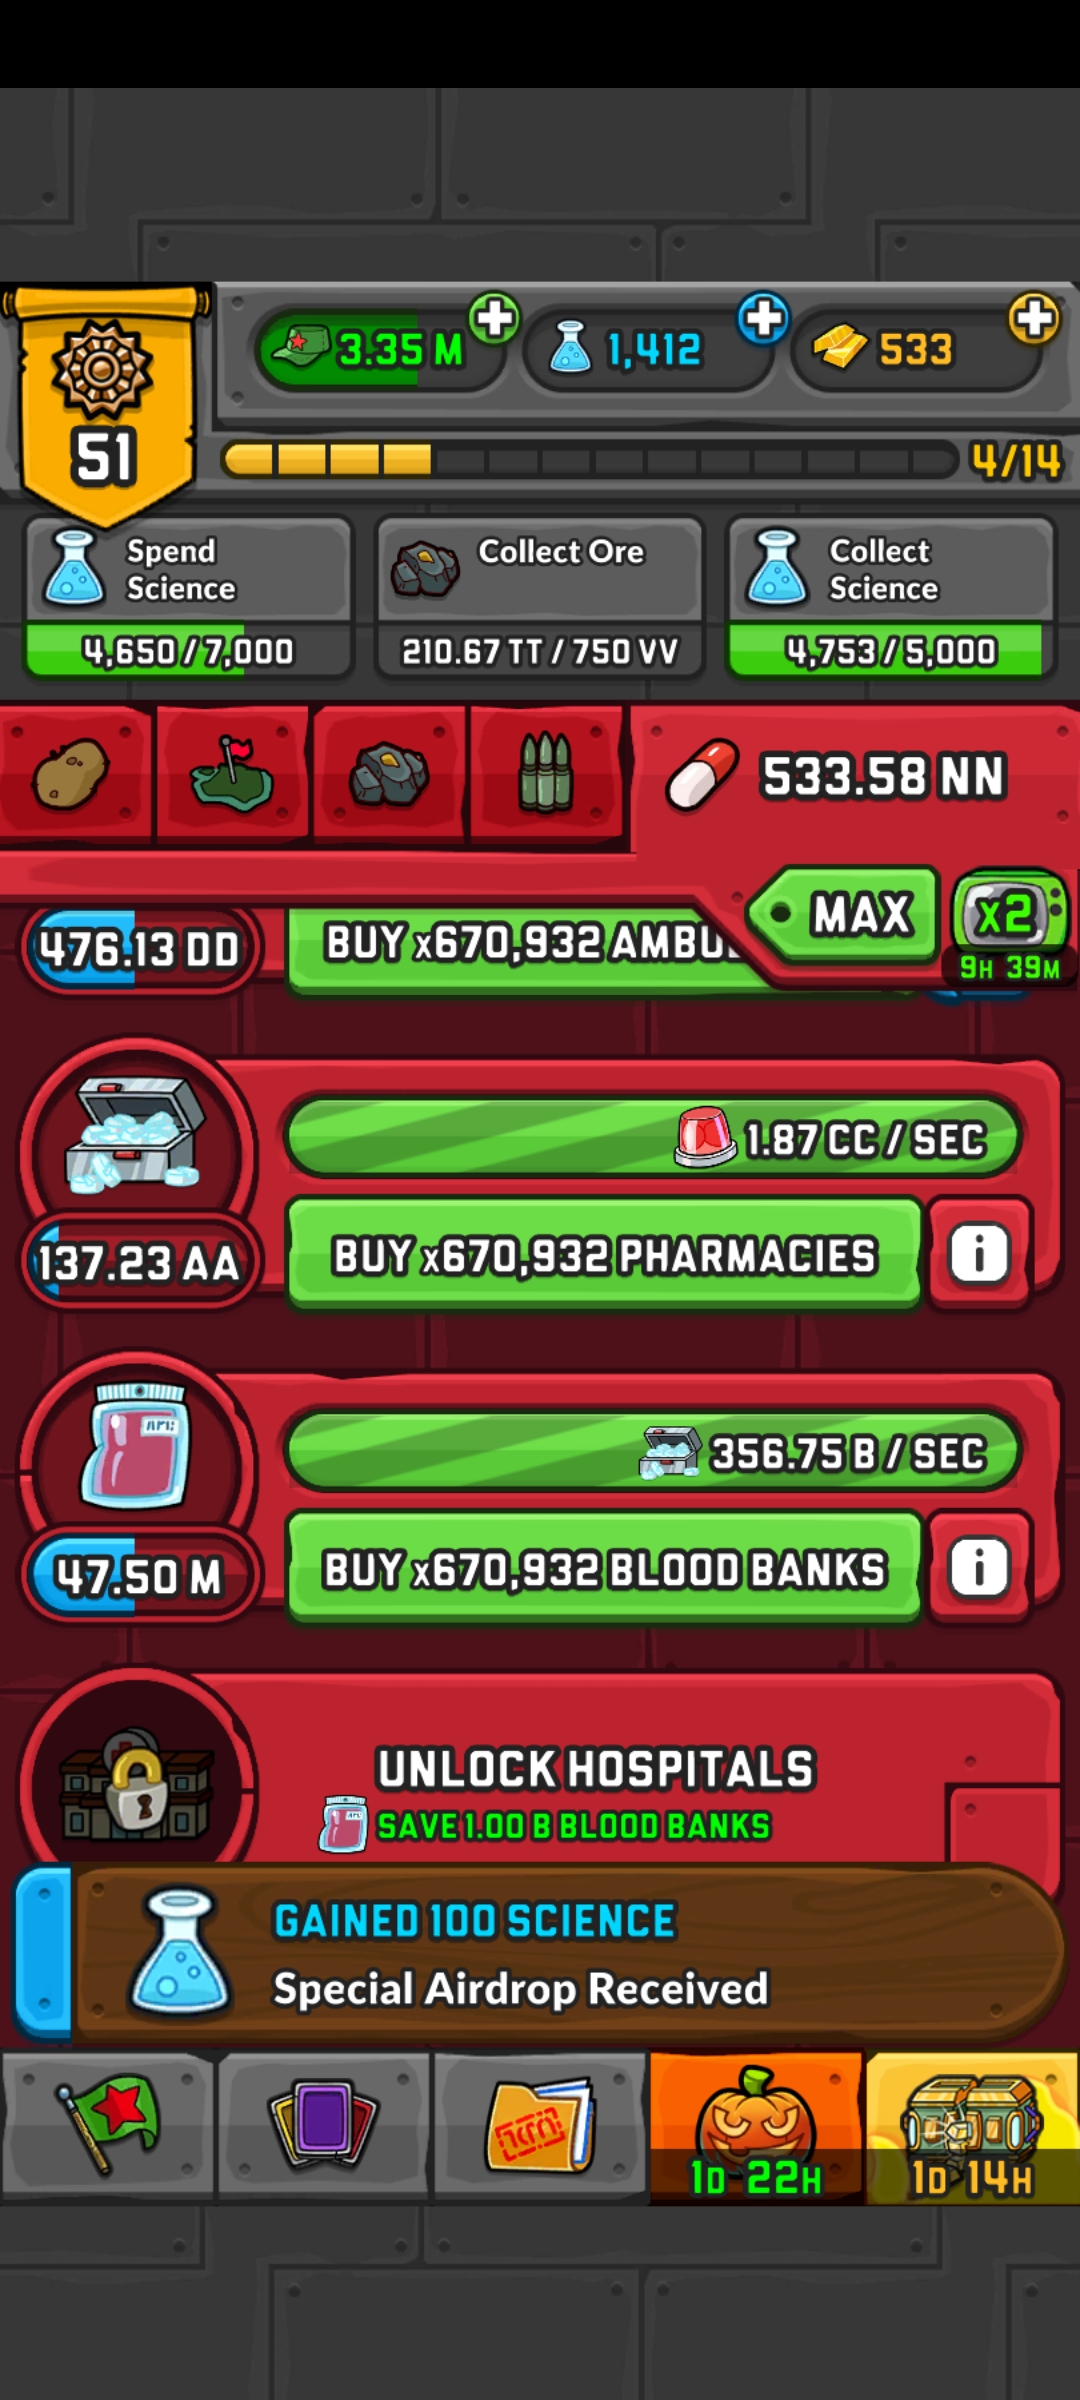 3.35 M
1,412
533
51
4/14
Spend
Science
4,650 / 7,000
Collect Ore
210.67 TT / 750 VV
Collect
Science
4,753 / 5,000
533.58 NN
MAX
x2
9H 39M
476.13 DD
BUY x670,932 AMBU
1.87 CC / SEC
137.23 AA
BUY x670,932 PHARMACIES
i
356.75 B / SEC
47.50 M
BUY x670,932 BLOOD BANKS
i
UNLOCK HOSPITALS
SAVE 1.00 B BLOOD BANKS
GAINED 100 SCIENCE
Special Airdrop Received
1D 22H
1D 14H